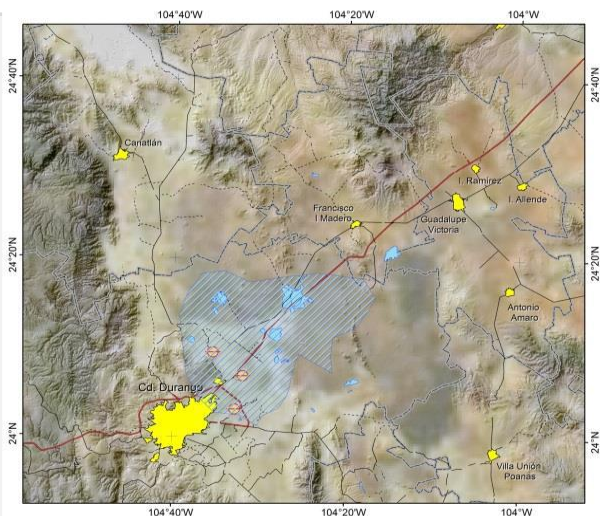 104°40'W 104°20'W 104°W
24°40'N 24°40'N
Canatlán
I. Ramírez
I. Allende
Francisco
I Madero
Guadalupe
Victoria
24°20'N 24°20'N
Antonio
Amaro
Cd. Durango
24°N 24°N
Villa Unión
Poanas
104°40'W 104°20'W 104°W